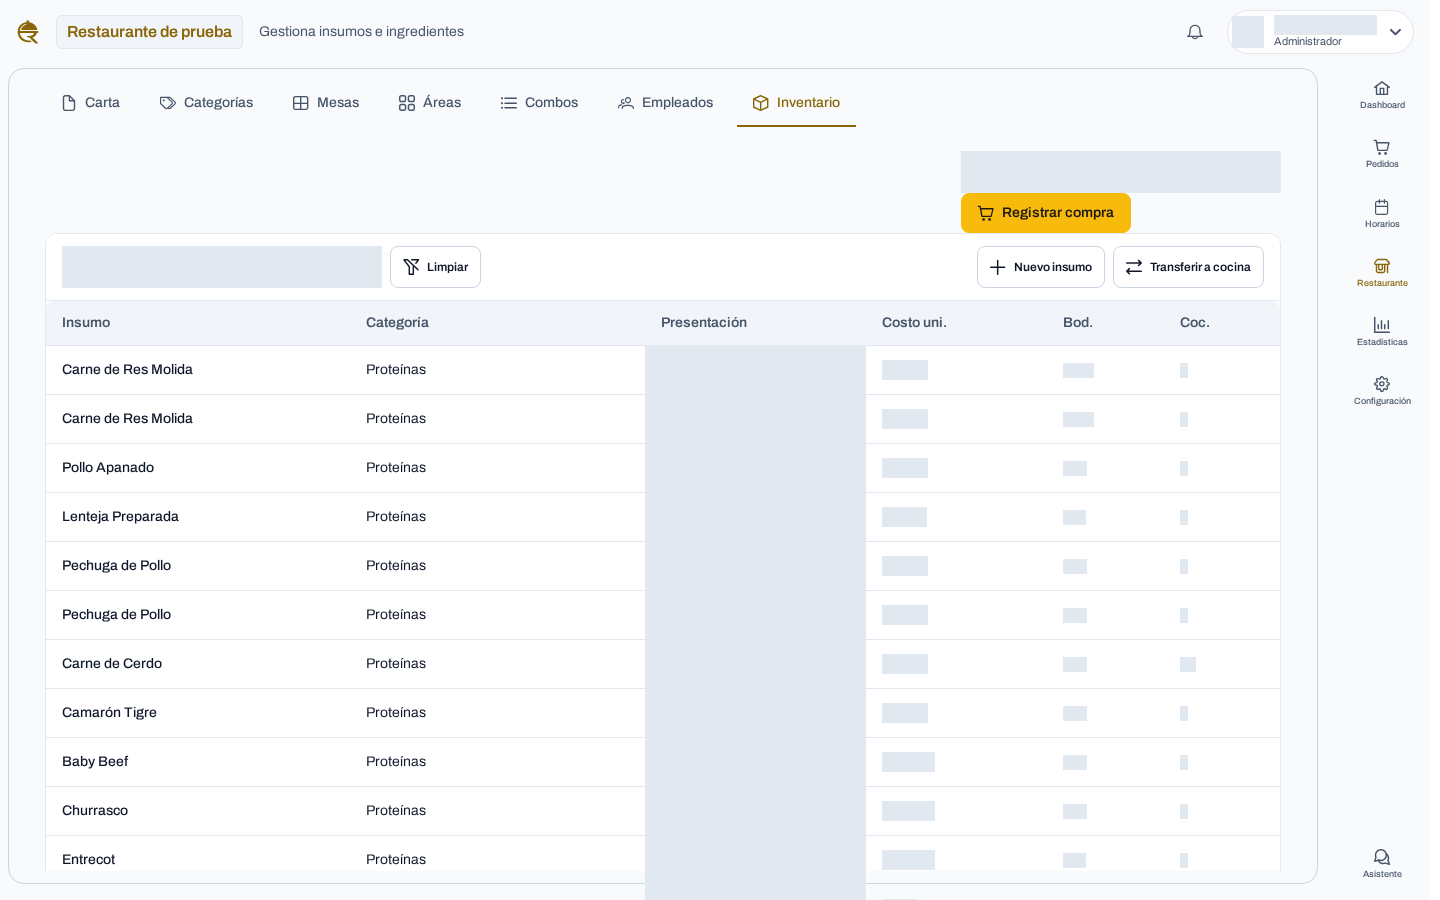 Restaurante de prueba
Gestiona insumos e ingredientes
Administrador
Carta
Categorías
Mesas
Áreas
Combos
Empleados
Inventario
Registrar compra
Limpiar
Nuevo insumo
Transferir a cocina
Insumo Categoría Presentación Costo uni. Bod. Coc.
Carne de Res Molida Proteínas
Carne de Res Molida Proteínas
Pollo Apanado Proteínas
Lenteja Preparada Proteínas
Pechuga de Pollo Proteínas
Pechuga de Pollo Proteínas
Carne de Cerdo Proteínas
Camarón Tigre Proteínas
Baby Beef Proteínas
Churrasco Proteínas
Entrecot Proteínas
Dashboard
Pedidos
Horarios
Restaurante
Estadísticas
Configuración
Asistente